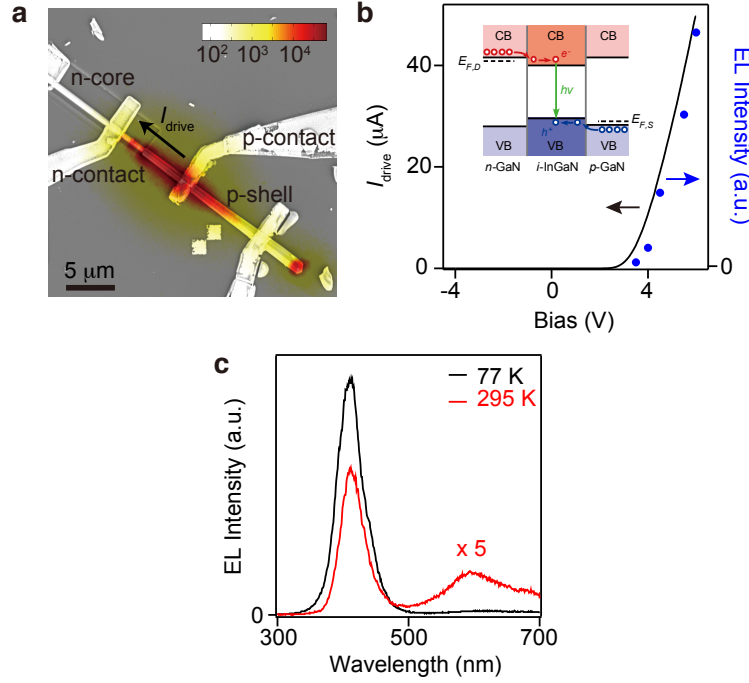 a
10² 10³ 10⁴
n-core
I_drive
p-contact
n-contact
p-shell
5 μm
b
40
20
0
I_drive (μA)
-4 0 4
Bias (V)
0
EL Intensity (a.u.)
CB CB CB
e⁻
E_F,D
hν
E_F,S
h⁺
VB VB VB
n-GaN i-InGaN p-GaN
c
77 K
295 K
x 5
EL Intensity (a.u.)
0
300 500 700
Wavelength (nm)